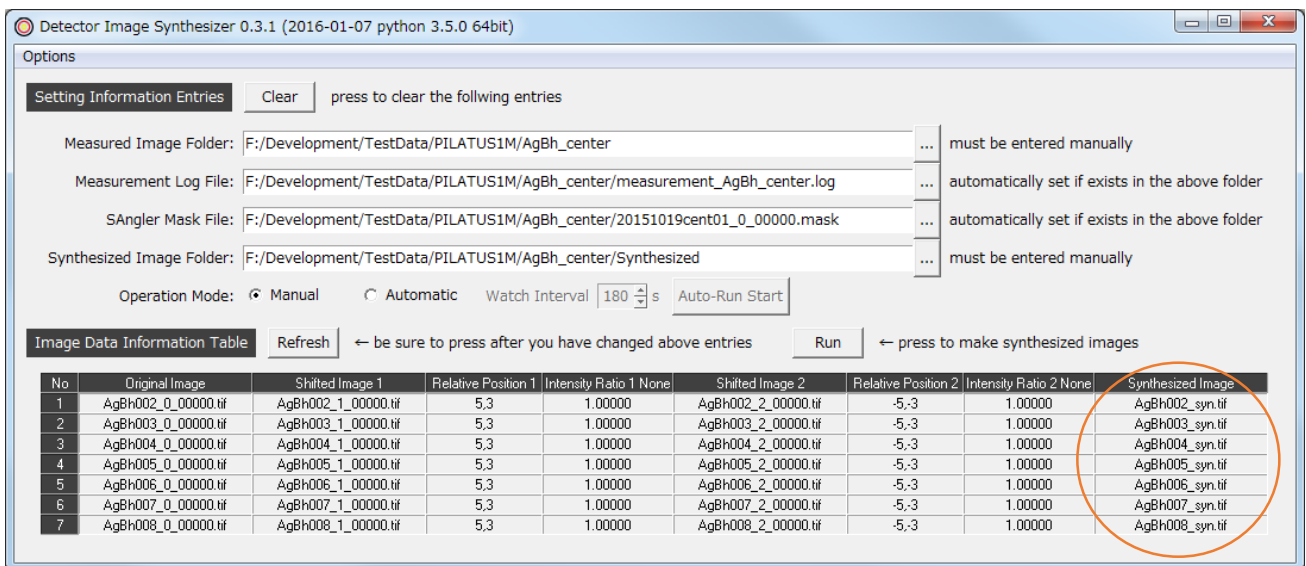 Detector Image Synthesizer 0.3.1 (2016-01-07 python 3.5.0 64bit)
Options
Setting Information Entries Clear press to clear the follwing entries
Measured Image Folder: F:/Development/TestData/PILATUS1M/AgBh_center ... must be entered manually
Measurement Log File: F:/Development/TestData/PILATUS1M/AgBh_center/measurement_AgBh_center.log ... automatically set if exists in the above folder
SAngler Mask File: F:/Development/TestData/PILATUS1M/AgBh_center/20151019cent01_0_00000.mask ... automatically set if exists in the above folder
Synthesized Image Folder: F:/Development/TestData/PILATUS1M/AgBh_center/Synthesized ... must be entered manually
Operation Mode: Manual Automatic Watch Interval 180 s Auto-Run Start
Image Data Information Table Refresh ← be sure to press after you have changed above entries Run ← press to make synthesized images
No Original Image Shifted Image 1 Relative Position 1 Intensity Ratio 1 None Shifted Image 2 Relative Position 2 Intensity Ratio 2 None Synthesized Image
1 AgBh002_0_00000.tif AgBh002_1_00000.tif 5,3 1.00000 AgBh002_2_00000.tif -5,-3 1.00000 AgBh002_syn.tif
2 AgBh003_0_00000.tif AgBh003_1_00000.tif 5,3 1.00000 AgBh003_2_00000.tif -5,-3 1.00000 AgBh003_syn.tif
3 AgBh004_0_00000.tif AgBh004_1_00000.tif 5,3 1.00000 AgBh004_2_00000.tif -5,-3 1.00000 AgBh004_syn.tif
4 AgBh005_0_00000.tif AgBh005_1_00000.tif 5,3 1.00000 AgBh005_2_00000.tif -5,-3 1.00000 AgBh005_syn.tif
5 AgBh006_0_00000.tif AgBh006_1_00000.tif 5,3 1.00000 AgBh006_2_00000.tif -5,-3 1.00000 AgBh006_syn.tif
6 AgBh007_0_00000.tif AgBh007_1_00000.tif 5,3 1.00000 AgBh007_2_00000.tif -5,-3 1.00000 AgBh007_syn.tif
7 AgBh008_0_00000.tif AgBh008_1_00000.tif 5,3 1.00000 AgBh008_2_00000.tif -5,-3 1.00000 AgBh008_syn.tif